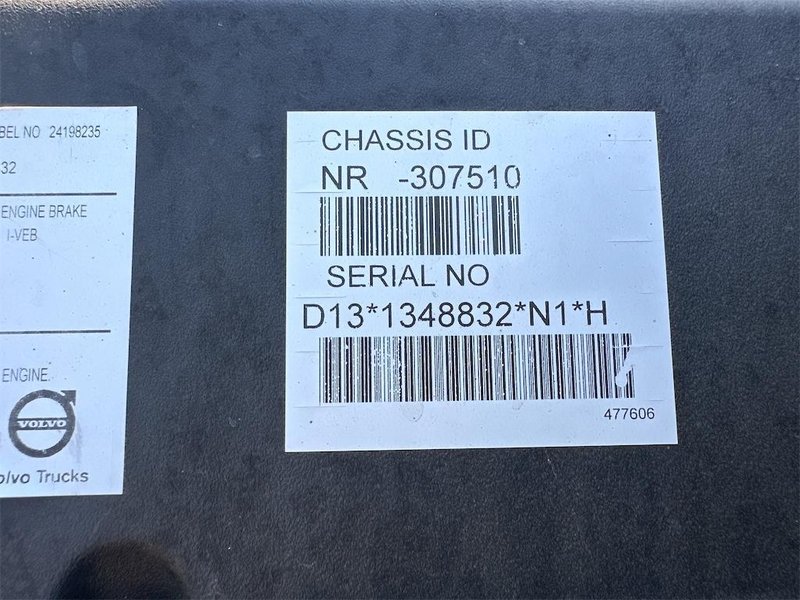 BEL NO 24198235
32
ENGINE BRAKE
I-VEB
ENGINE.
VOLVO
olvo Trucks
CHASSIS ID
NR -307510
SERIAL NO
D13*1348832*N1*H
477606